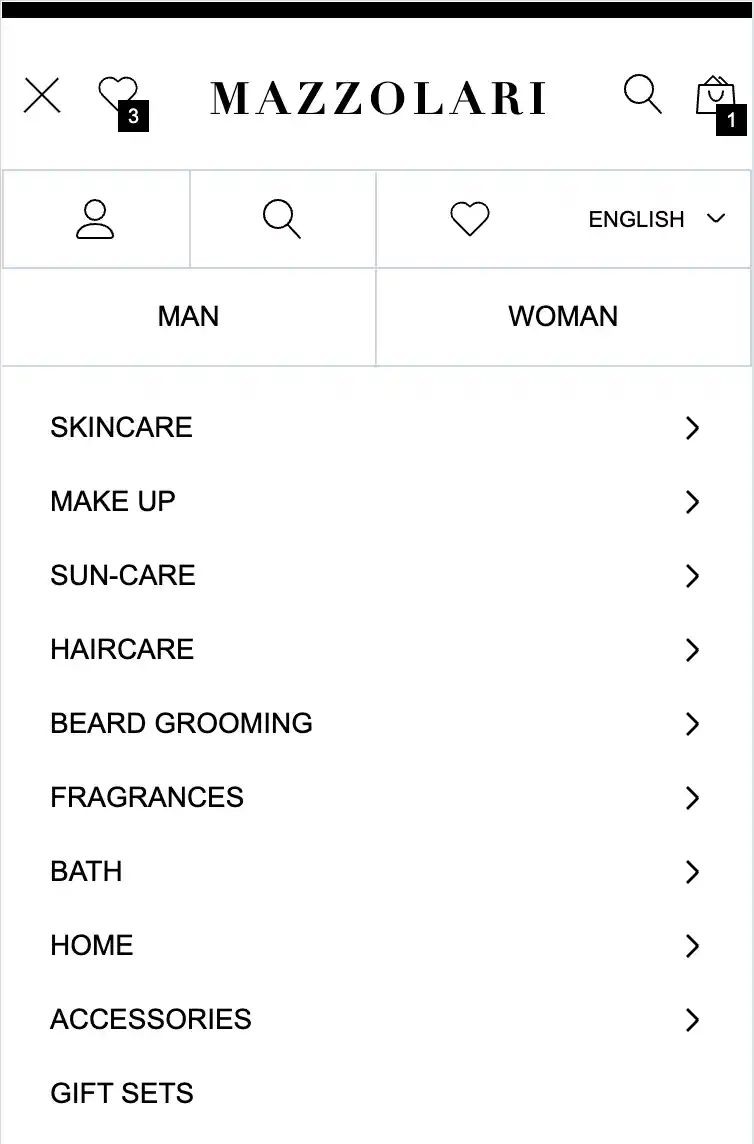 3
MAZZOLARI
1
ENGLISH
MAN
WOMAN
SKINCARE
MAKE UP
SUN-CARE
HAIRCARE
BEARD GROOMING
FRAGRANCES
BATH
HOME
ACCESSORIES
GIFT SETS